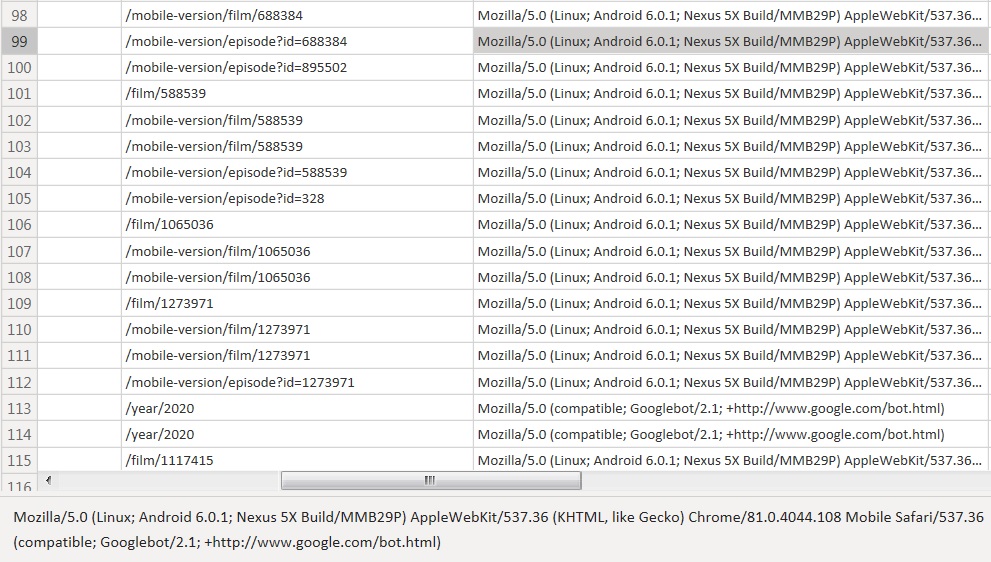 98 /mobile-version/film/688384 Mozilla/5.0 (Linux; Android 6.0.1; Nexus 5X Build/MMB29P) AppleWebKit/537.36...
99 /mobile-version/episode?id=688384 Mozilla/5.0 (Linux; Android 6.0.1; Nexus 5X Build/MMB29P) AppleWebKit/537.36...
100 /mobile-version/episode?id=895502 Mozilla/5.0 (Linux; Android 6.0.1; Nexus 5X Build/MMB29P) AppleWebKit/537.36...
101 /film/588539 Mozilla/5.0 (Linux; Android 6.0.1; Nexus 5X Build/MMB29P) AppleWebKit/537.36...
102 /mobile-version/film/588539 Mozilla/5.0 (Linux; Android 6.0.1; Nexus 5X Build/MMB29P) AppleWebKit/537.36...
103 /mobile-version/film/588539 Mozilla/5.0 (Linux; Android 6.0.1; Nexus 5X Build/MMB29P) AppleWebKit/537.36...
104 /mobile-version/episode?id=588539 Mozilla/5.0 (Linux; Android 6.0.1; Nexus 5X Build/MMB29P) AppleWebKit/537.36...
105 /mobile-version/episode?id=328 Mozilla/5.0 (Linux; Android 6.0.1; Nexus 5X Build/MMB29P) AppleWebKit/537.36...
106 /film/1065036 Mozilla/5.0 (Linux; Android 6.0.1; Nexus 5X Build/MMB29P) AppleWebKit/537.36...
107 /mobile-version/film/1065036 Mozilla/5.0 (Linux; Android 6.0.1; Nexus 5X Build/MMB29P) AppleWebKit/537.36...
108 /mobile-version/film/1065036 Mozilla/5.0 (Linux; Android 6.0.1; Nexus 5X Build/MMB29P) AppleWebKit/537.36...
109 /film/1273971 Mozilla/5.0 (Linux; Android 6.0.1; Nexus 5X Build/MMB29P) AppleWebKit/537.36...
110 /mobile-version/film/1273971 Mozilla/5.0 (Linux; Android 6.0.1; Nexus 5X Build/MMB29P) AppleWebKit/537.36...
111 /mobile-version/film/1273971 Mozilla/5.0 (Linux; Android 6.0.1; Nexus 5X Build/MMB29P) AppleWebKit/537.36...
112 /mobile-version/episode?id=1273971 Mozilla/5.0 (Linux; Android 6.0.1; Nexus 5X Build/MMB29P) AppleWebKit/537.36...
113 /year/2020 Mozilla/5.0 (compatible; Googlebot/2.1; +http://www.google.com/bot.html)
114 /year/2020 Mozilla/5.0 (compatible; Googlebot/2.1; +http://www.google.com/bot.html)
115 /film/1117415 Mozilla/5.0 (Linux; Android 6.0.1; Nexus 5X Build/MMB29P) AppleWebKit/537.36...
116
Mozilla/5.0 (Linux; Android 6.0.1; Nexus 5X Build/MMB29P) AppleWebKit/537.36 (KHTML, like Gecko) Chrome/81.0.4044.108 Mobile Safari/537.36
(compatible; Googlebot/2.1; +http://www.google.com/bot.html)